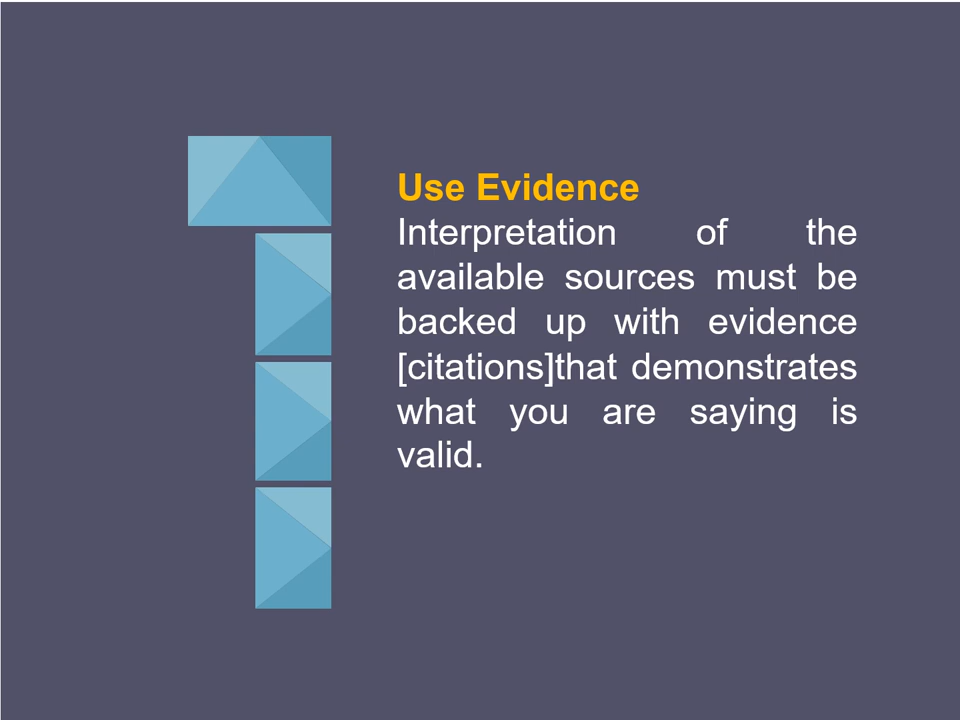 Use Evidence
Interpretation of the
available sources must be
backed up with evidence
[citations]that demonstrates
what you are saying is
valid.